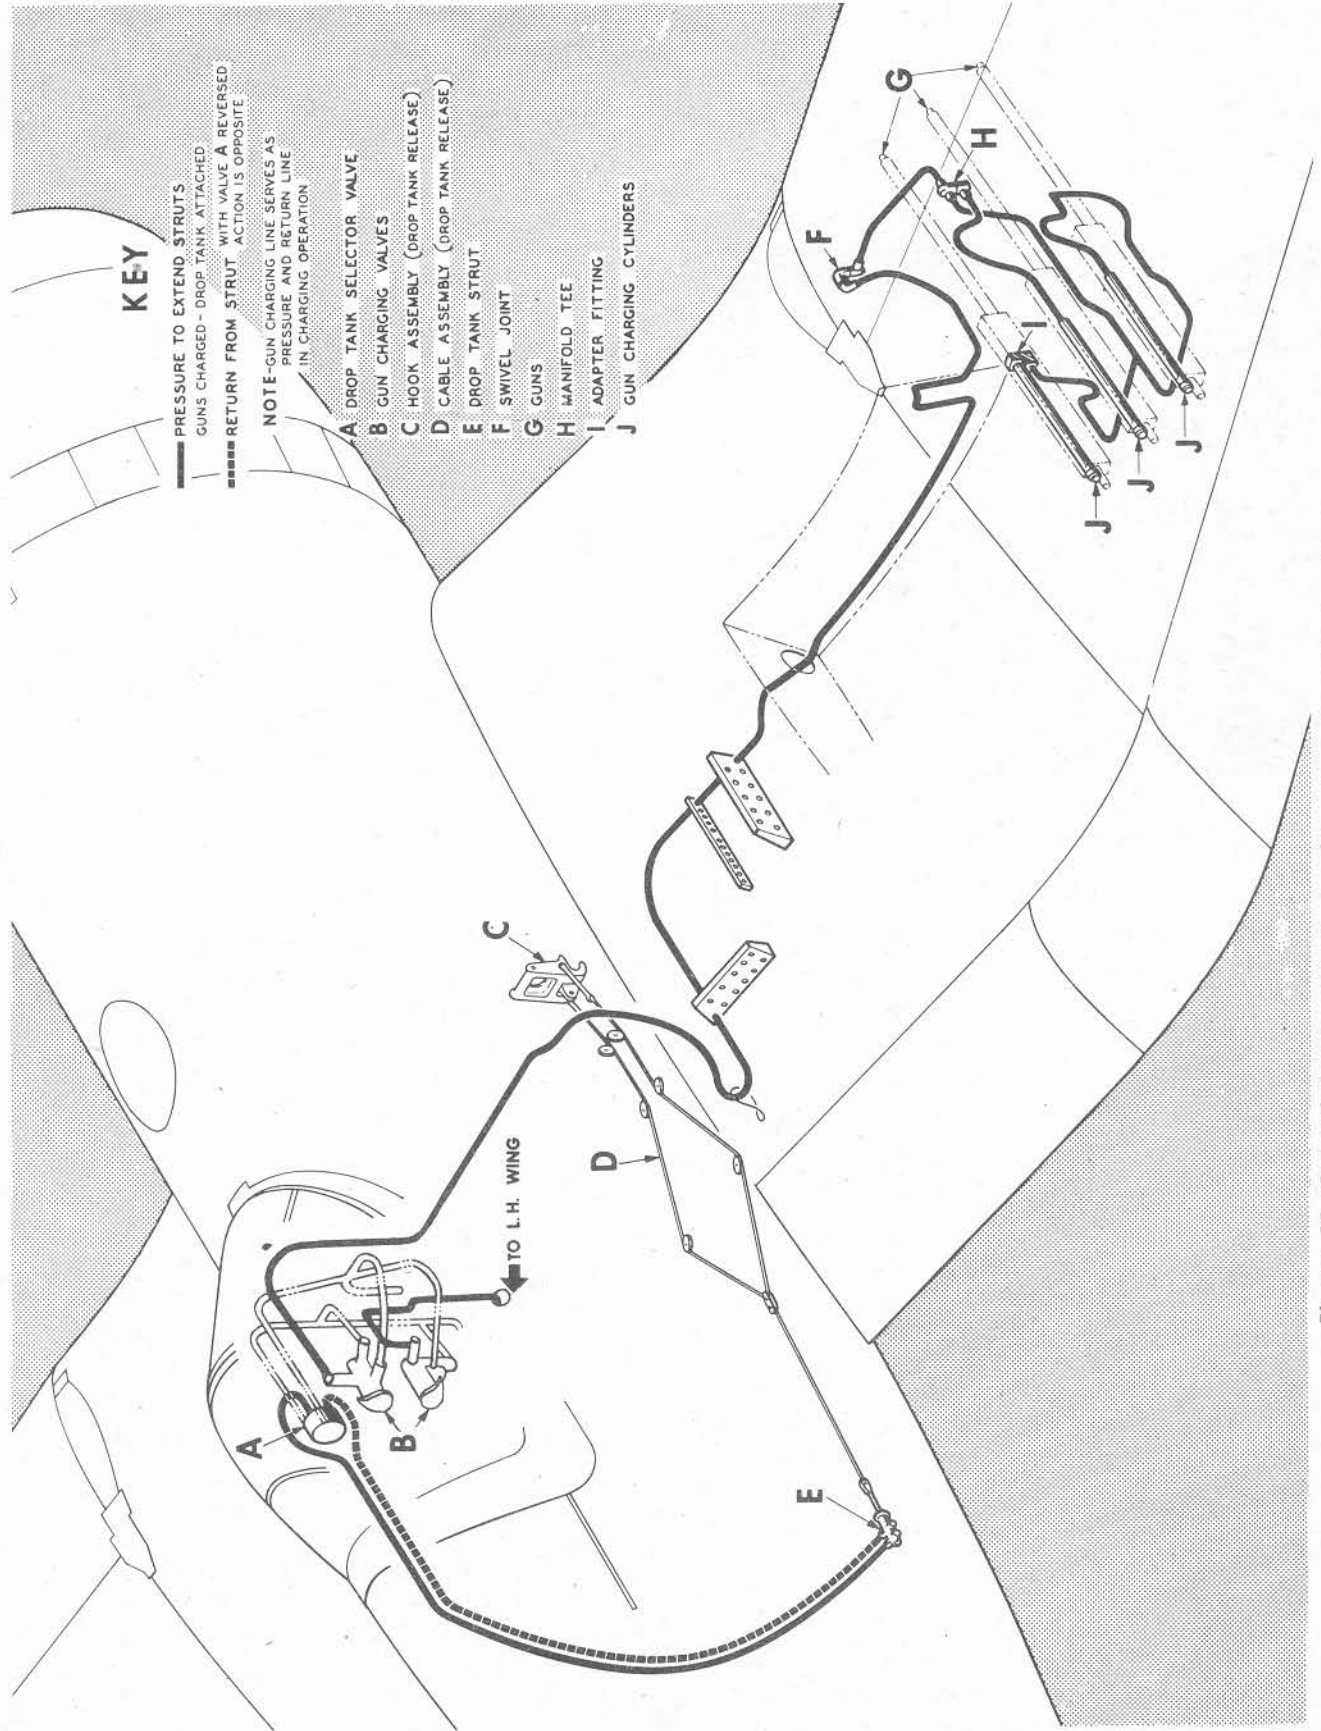 KEY
PRESSURE TO EXTEND STRUTS
GUNS CHARGED- DROP TANK ATTACHED
RETURN FROM STRUT WITH VALVE A REVERSED
ACTION IS OPPOSITE
NOTE-GUN CHARGING LINE SERVES AS
PRESSURE AND RETURN LINE
IN CHARGING OPERATION
A DROP TANK SELECTOR VALVE
B GUN CHARGING VALVES
C HOOK ASSEMBLY (DROP TANK RELEASE)
D CABLE ASSEMBLY (DROP TANK RELEASE)
E DROP TANK STRUT
F SWIVEL JOINT
G GUNS
H MANIFOLD TEE
I ADAPTER FITTING
J GUN CHARGING CYLINDERS
A
B
C
TO L.H. WING
D
E
F
G
H
I
J
J
J